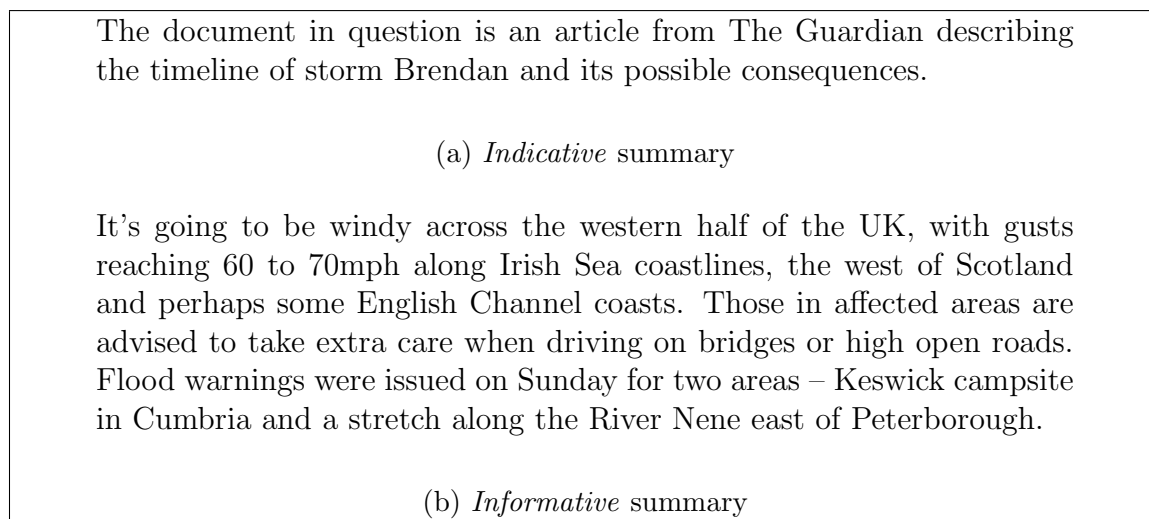 The document in question is an article from The Guardian describing
the timeline of storm Brendan and its possible consequences.
(a) Indicative summary
It's going to be windy across the western half of the UK, with gusts
reaching 60 to 70mph along Irish Sea coastlines, the west of Scotland
and perhaps some English Channel coasts. Those in affected areas are
advised to take extra care when driving on bridges or high open roads.
Flood warnings were issued on Sunday for two areas – Keswick campsite
in Cumbria and a stretch along the River Nene east of Peterborough.
(b) Informative summary